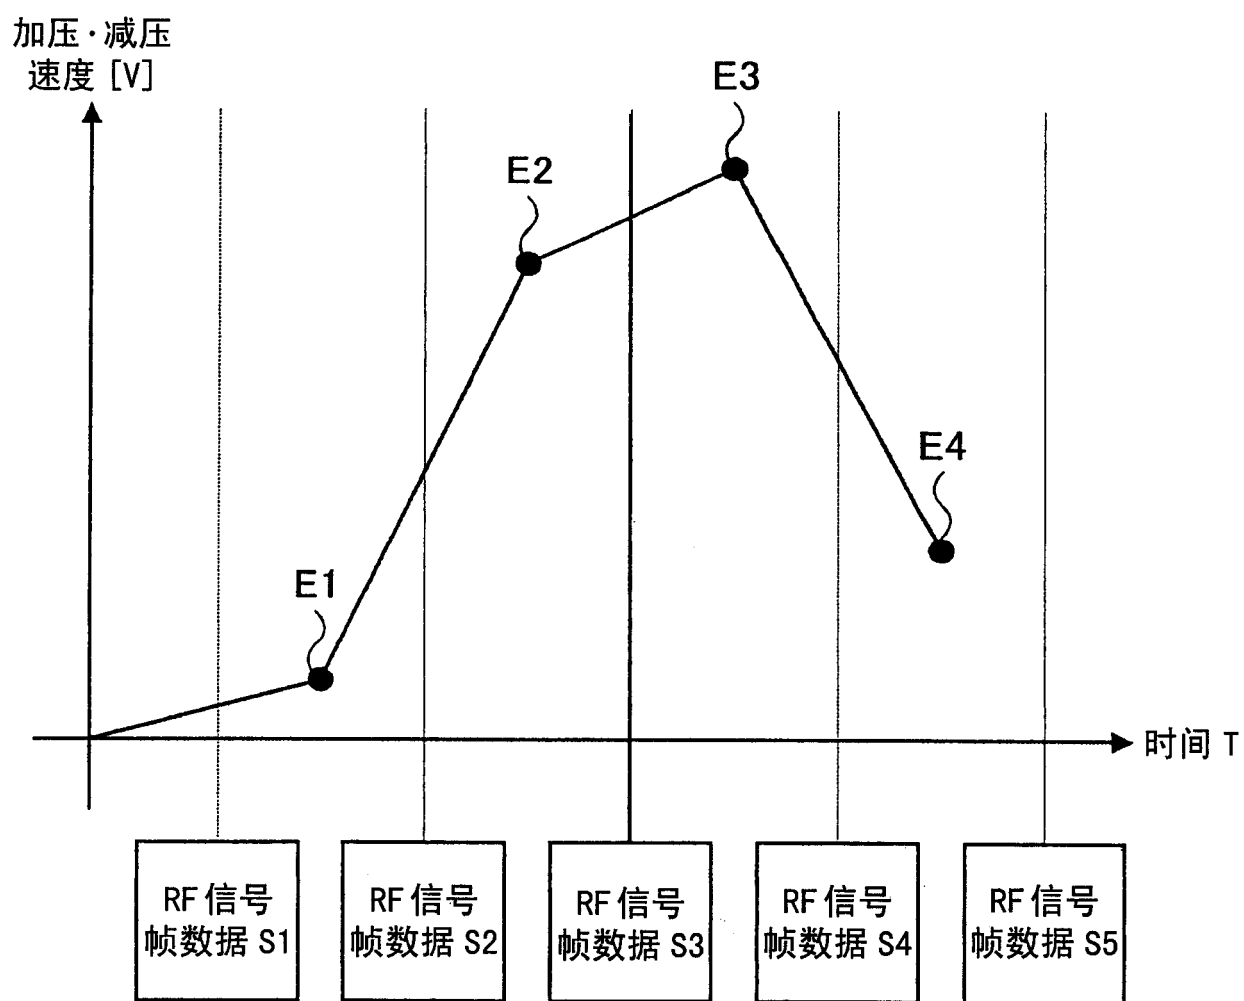 加压·减压
速度 [V]
E3
E2
E4
E1
时间 T
RF 信号
帧数据 S1
RF 信号
帧数据 S2
RF 信号
帧数据 S3
RF 信号
帧数据 S4
RF 信号
帧数据 S5